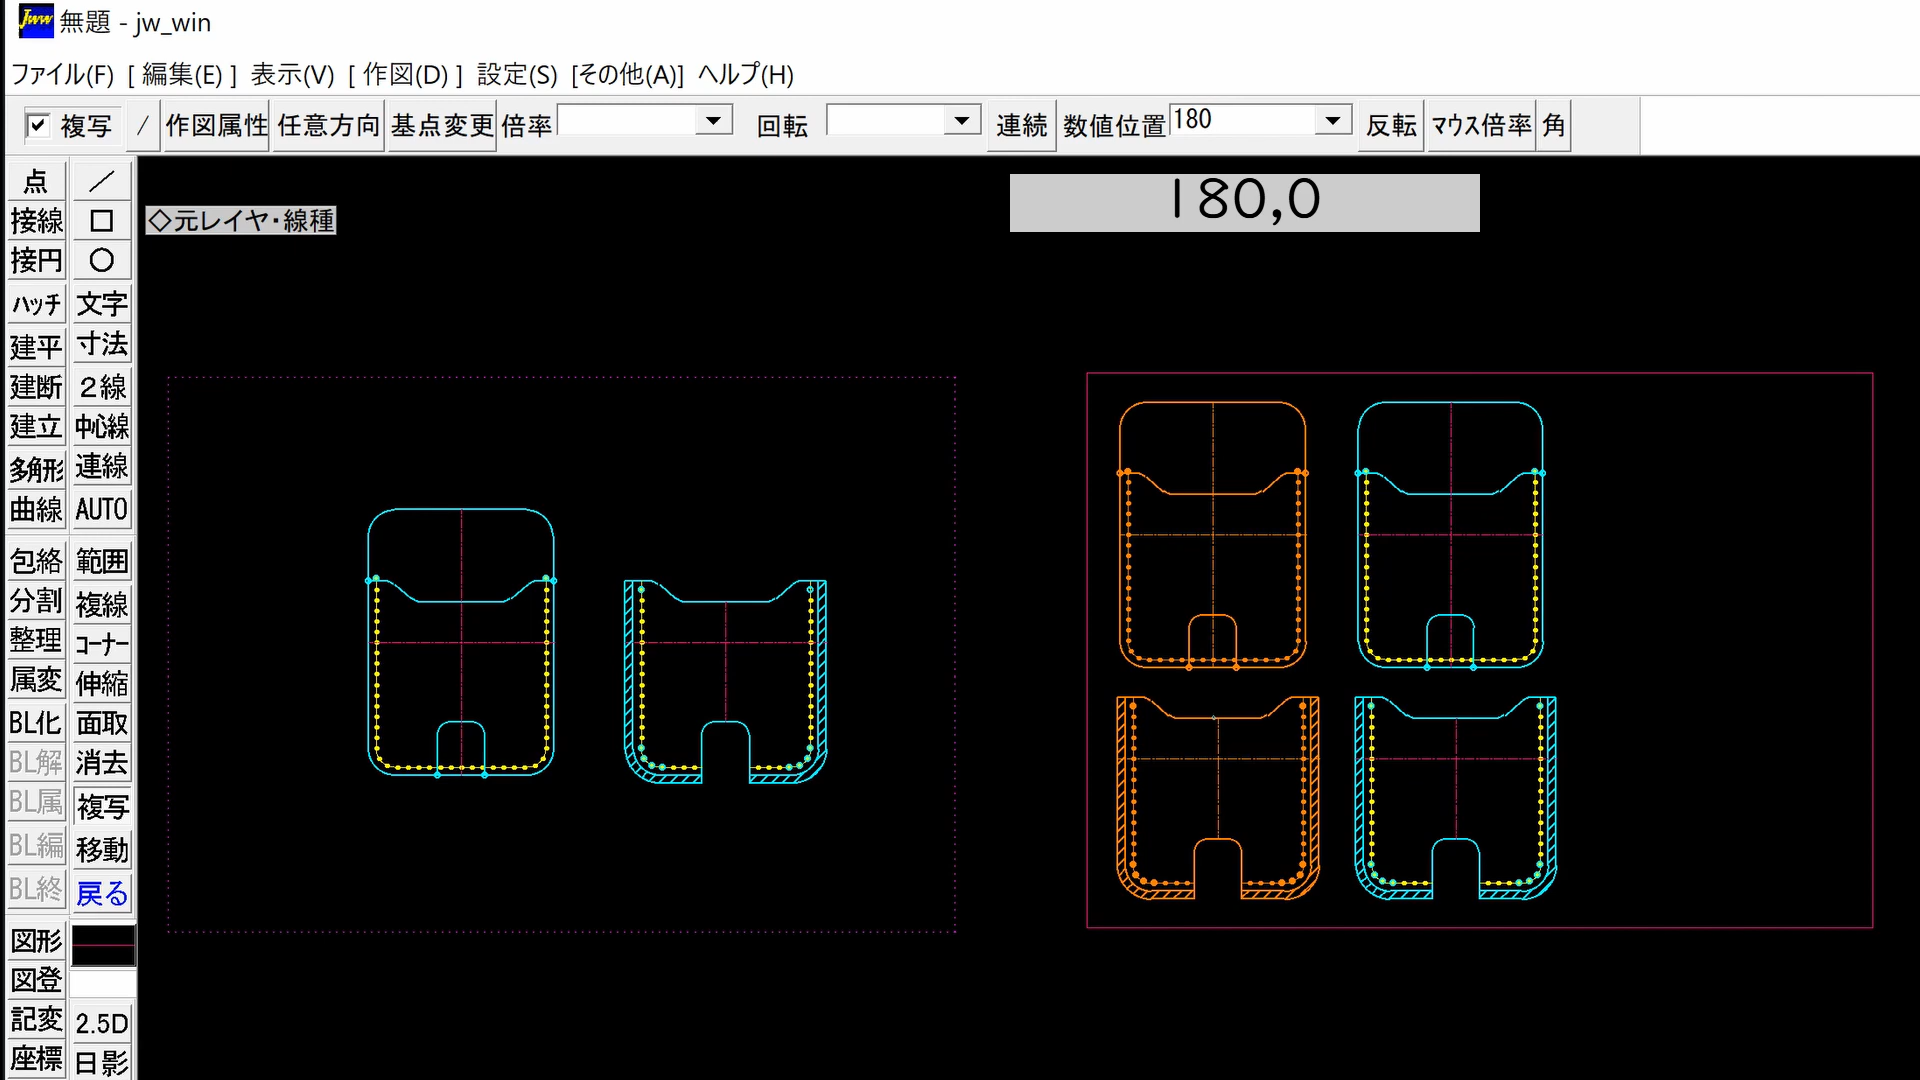 Jww 無題 - jw_win
ファイル(F) [ 編集(E) ] 表示(V) [ 作図(D) ] 設定(S) [その他(A)] ヘルプ(H)
複写 / 作図属性 任意方向 基点変更 倍率 回転 連続 数値位置 180 反転 マウス倍率 角
180,0
◇元レイヤ・線種
点
接線
接円
ハッチ 文字
建平 寸法
建断 2線
建立 中心線
多角形 連線
曲線 AUTO
包絡 範囲
分割 複線
整理 コーナー
属変 伸縮
BL化 面取
BL解 消去
BL属 複写
BL編 移動
BL終 戻る
図形
図登
記変 2.5D
座標 日影